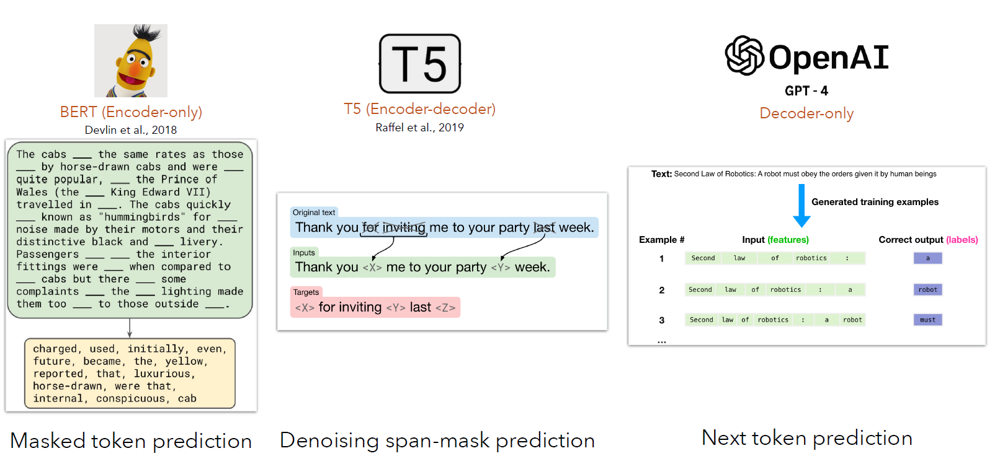 BERT (Encoder-only)
Devlin et al., 2018
The cabs ___ the same rates as those
___ by horse-drawn cabs and were ___
quite popular, ___ the Prince of
Wales (the ___ King Edward VII)
travelled in ___. The cabs quickly
___ known as "hummingbirds" for ___
noise made by their motors and their
distinctive black and ___ livery.
Passengers ___ ___ the interior
fittings were ___ when compared to
___ cabs but there ___ some
complaints ___ the ___ lighting made
them too ___ to those outside ___.
charged, used, initially, even,
future, became, the, yellow,
reported, that, luxurious,
horse-drawn, were that,
internal, conspicuous, cab
Masked token prediction
T5
T5 (Encoder-decoder)
Raffel et al., 2019
Original text
Thank you for inviting me to your party last week.
Inputs
Thank you <X> me to your party <Y> week.
Targets
<X> for inviting <Y> last <Z>
Denoising span-mask prediction
OpenAI
GPT - 4
Decoder-only
Text: Second Law of Robotics: A robot must obey the orders given it by human beings
Generated training examples
Example # Input (features) Correct output (labels)
1 Second law of robotics : a
2 Second law of robotics : a robot
3 Second law of robotics : a robot must
...
Next token prediction